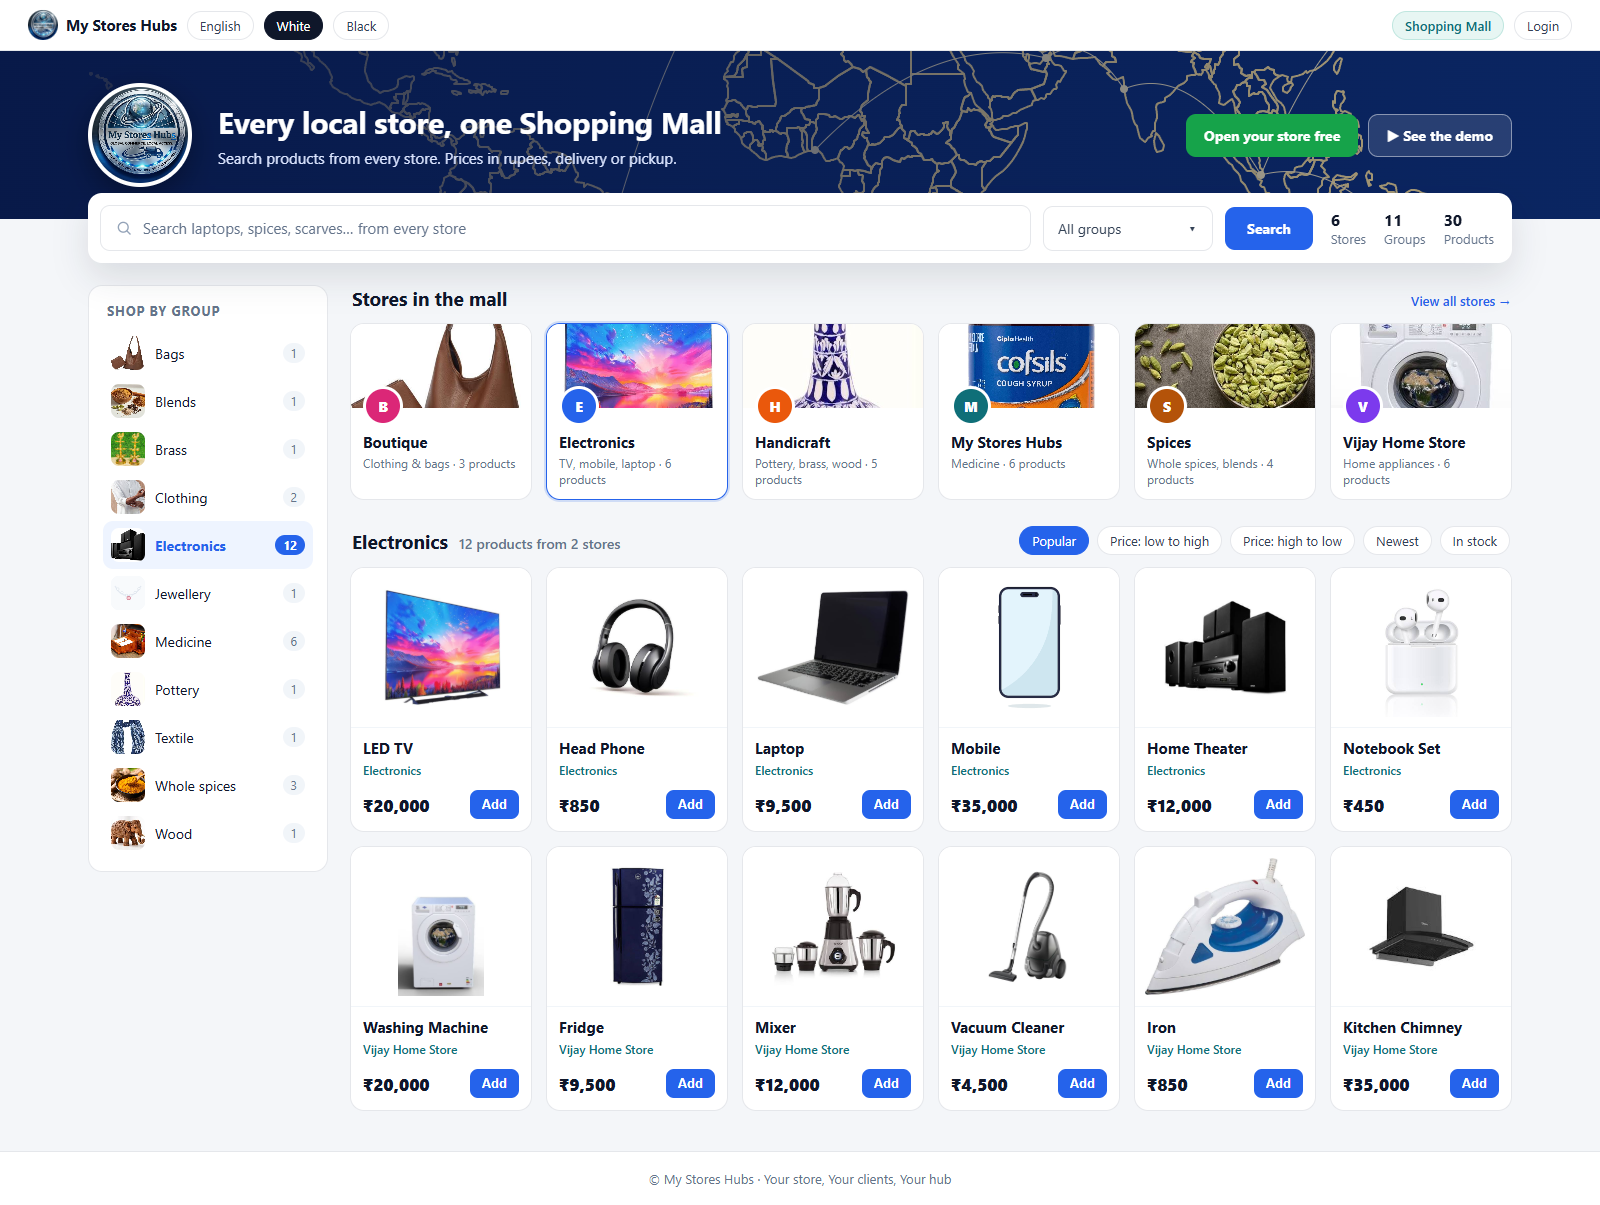 My Stores Hubs
English
White
Black
Shopping Mall
Login
My Stores Hubs
Every local store, one Shopping Mall
Search products from every store. Prices in rupees, delivery or pickup.
Open your store free
▶ See the demo
Search laptops, spices, scarves... from every store
All groups
Search
6
Stores
11
Groups
30
Products
SHOP BY GROUP
Bags 1
Blends 1
Brass 1
Clothing 2
Electronics 12
Jewellery 1
Medicine 6
Pottery 1
Textile 1
Whole spices 3
Wood 1
Stores in the mall
View all stores →
B
Boutique
Clothing & bags · 3 products
E
Electronics
TV, mobile, laptop · 6
products
H
Handicraft
Pottery, brass, wood · 5
products
CiplaHealth
cofsils
COUGH SYRUP
M
My Stores Hubs
Medicine · 6 products
S
Spices
Whole spices, blends · 4
products
V
Vijay Home Store
Home appliances · 6
products
Electronics 12 products from 2 stores
Popular
Price: low to high
Price: high to low
Newest
In stock
LED TV
Electronics
₹20,000 Add
Head Phone
Electronics
₹850 Add
Laptop
Electronics
₹9,500 Add
Mobile
Electronics
₹35,000 Add
Home Theater
Electronics
₹12,000 Add
Notebook Set
Electronics
₹450 Add
Washing Machine
Vijay Home Store
₹20,000 Add
Fridge
Vijay Home Store
₹9,500 Add
Mixer
Vijay Home Store
₹12,000 Add
Vacuum Cleaner
Vijay Home Store
₹4,500 Add
Iron
Vijay Home Store
₹850 Add
Kitchen Chimney
Vijay Home Store
₹35,000 Add
© My Stores Hubs · Your store, Your clients, Your hub